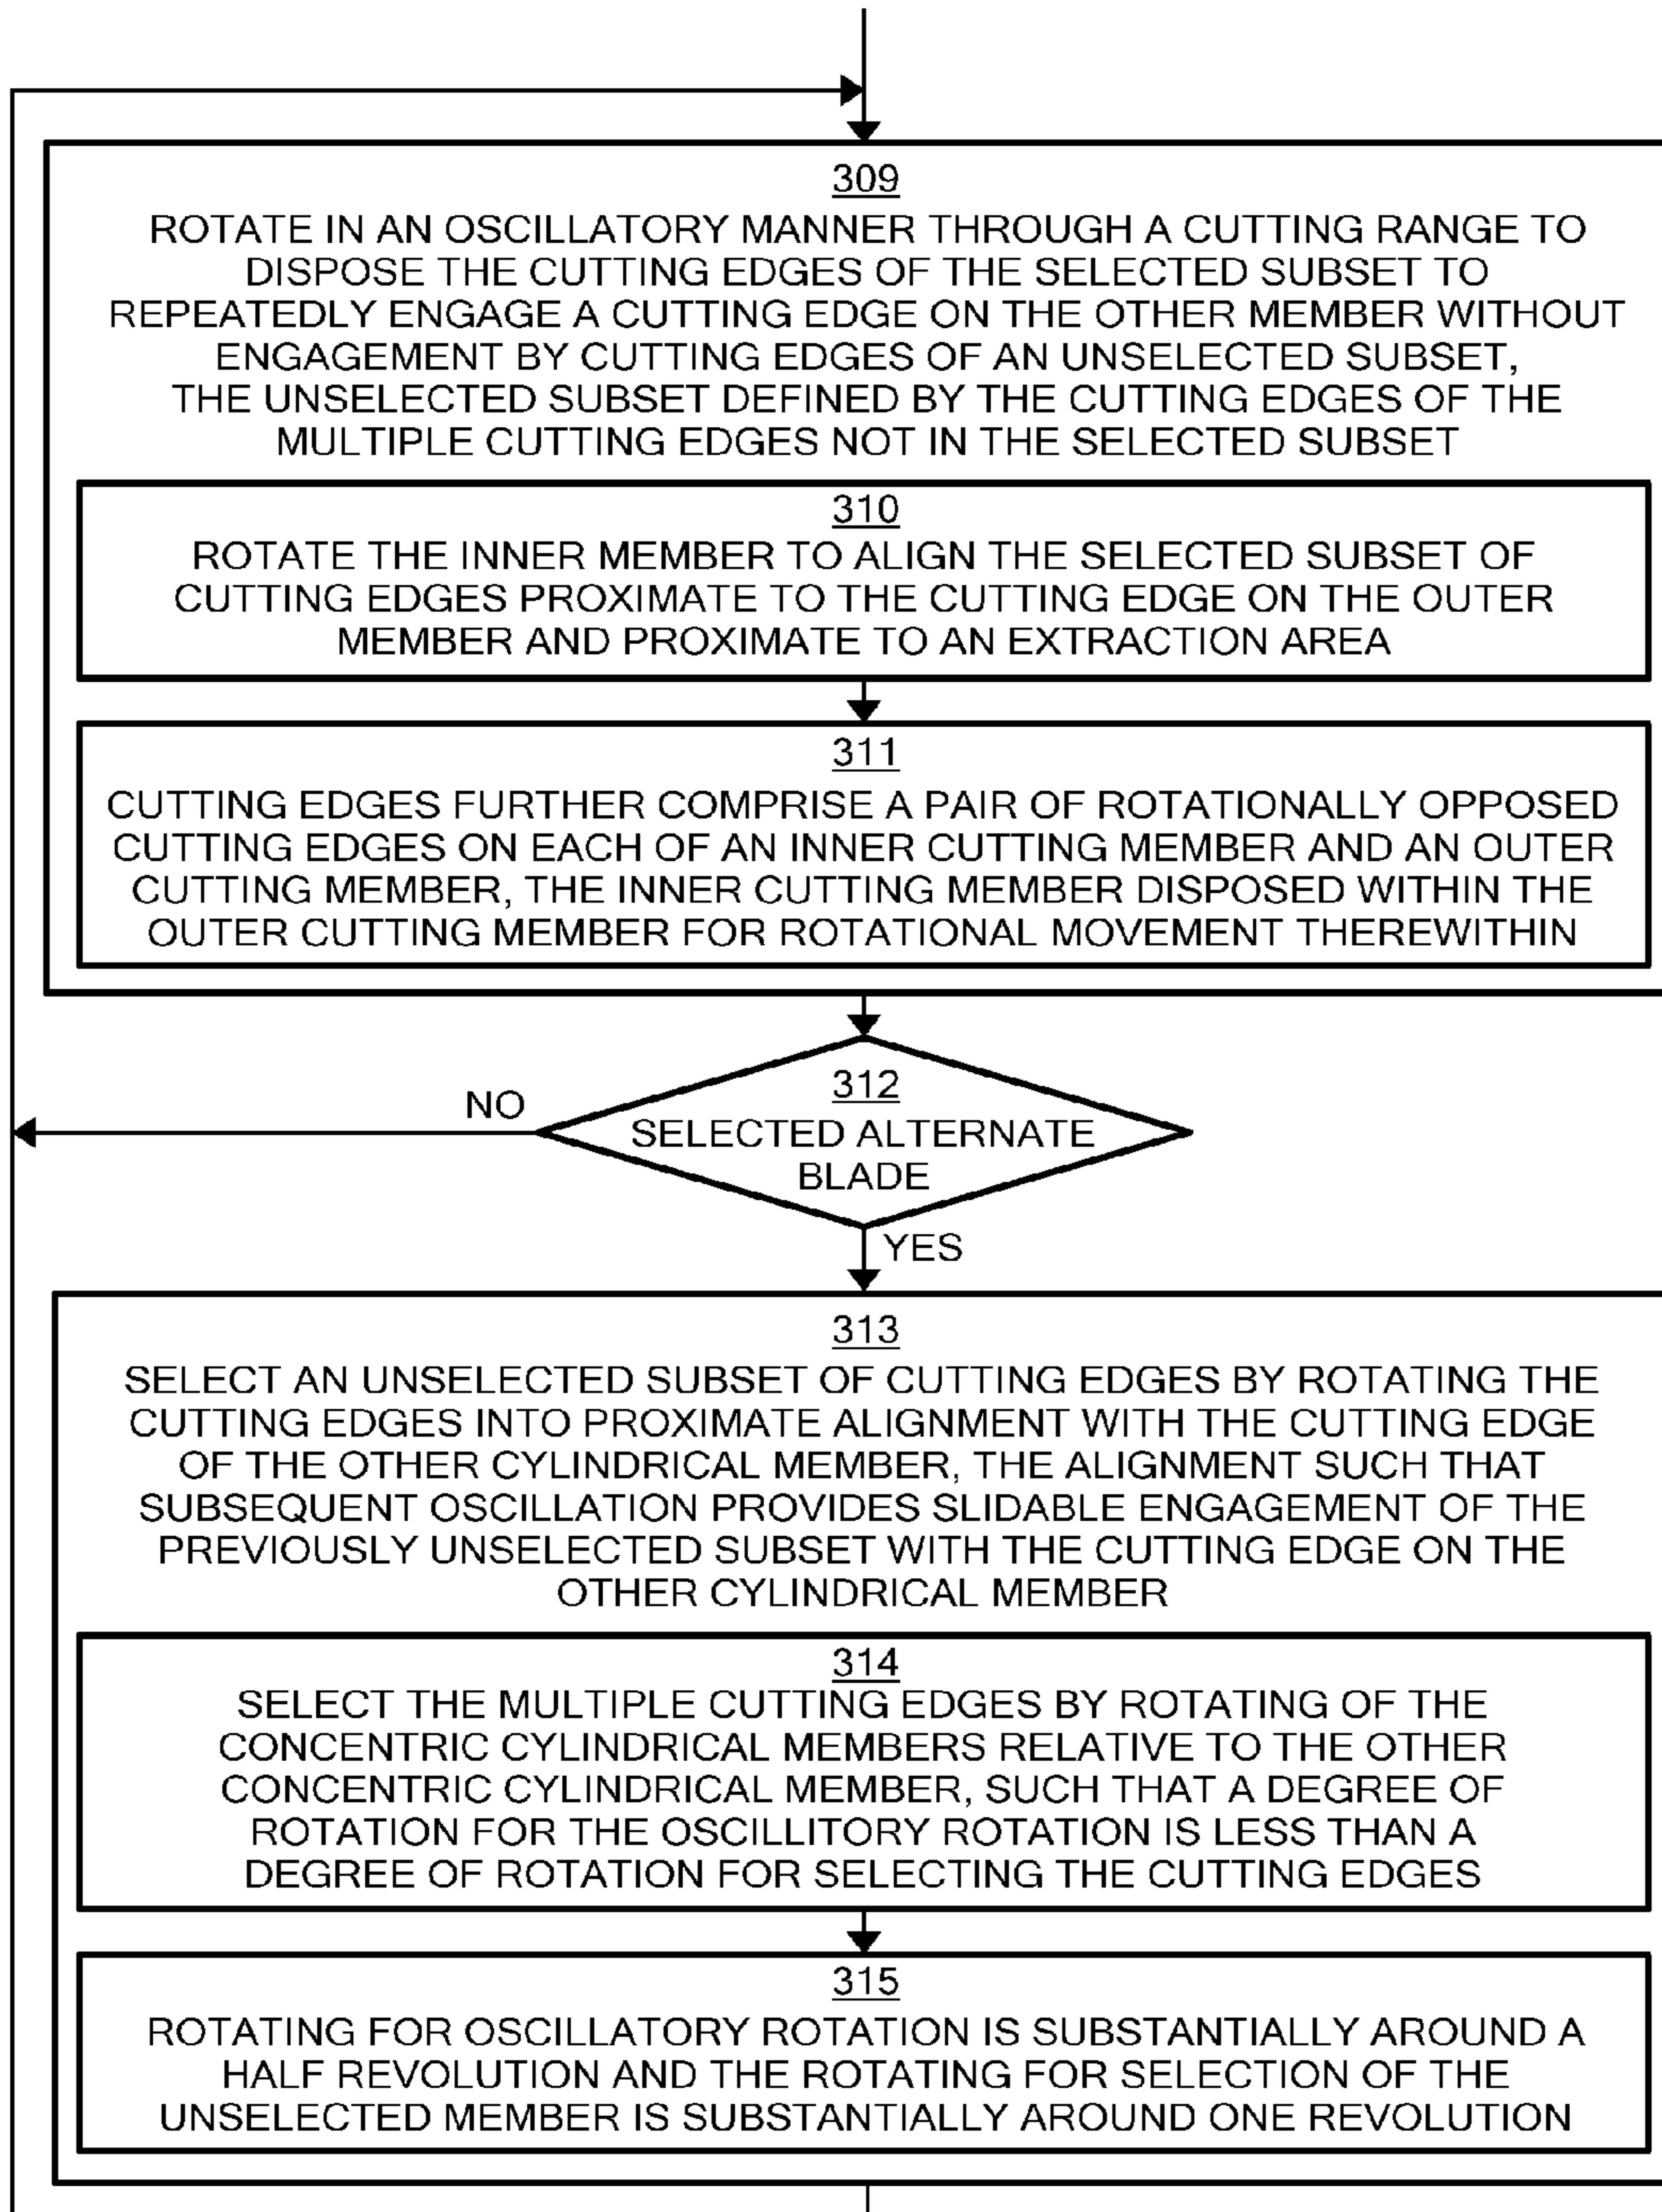 309
ROTATE IN AN OSCILLATORY MANNER THROUGH A CUTTING RANGE TO
DISPOSE THE CUTTING EDGES OF THE SELECTED SUBSET TO
REPEATEDLY ENGAGE A CUTTING EDGE ON THE OTHER MEMBER WITHOUT
ENGAGEMENT BY CUTTING EDGES OF AN UNSELECTED SUBSET,
THE UNSELECTED SUBSET DEFINED BY THE CUTTING EDGES OF THE
MULTIPLE CUTTING EDGES NOT IN THE SELECTED SUBSET
310
ROTATE THE INNER MEMBER TO ALIGN THE SELECTED SUBSET OF
CUTTING EDGES PROXIMATE TO THE CUTTING EDGE ON THE OUTER
MEMBER AND PROXIMATE TO AN EXTRACTION AREA
311
CUTTING EDGES FURTHER COMPRISE A PAIR OF ROTATIONALLY OPPOSED
CUTTING EDGES ON EACH OF AN INNER CUTTING MEMBER AND AN OUTER
CUTTING MEMBER, THE INNER CUTTING MEMBER DISPOSED WITHIN THE
OUTER CUTTING MEMBER FOR ROTATIONAL MOVEMENT THEREWITHIN
312
NO
SELECTED ALTERNATE
BLADE
YES
313
SELECT AN UNSELECTED SUBSET OF CUTTING EDGES BY ROTATING THE
CUTTING EDGES INTO PROXIMATE ALIGNMENT WITH THE CUTTING EDGE
OF THE OTHER CYLINDRICAL MEMBER, THE ALIGNMENT SUCH THAT
SUBSEQUENT OSCILLATION PROVIDES SLIDABLE ENGAGEMENT OF THE
PREVIOUSLY UNSELECTED SUBSET WITH THE CUTTING EDGE ON THE
OTHER CYLINDRICAL MEMBER
314
SELECT THE MULTIPLE CUTTING EDGES BY ROTATING OF THE
CONCENTRIC CYLINDRICAL MEMBERS RELATIVE TO THE OTHER
CONCENTRIC CYLINDRICAL MEMBER, SUCH THAT A DEGREE OF
ROTATION FOR THE OSCILLITORY ROTATION IS LESS THAN A
DEGREE OF ROTATION FOR SELECTING THE CUTTING EDGES
315
ROTATING FOR OSCILLATORY ROTATION IS SUBSTANTIALLY AROUND A
HALF REVOLUTION AND THE ROTATING FOR SELECTION OF THE
UNSELECTED MEMBER IS SUBSTANTIALLY AROUND ONE REVOLUTION